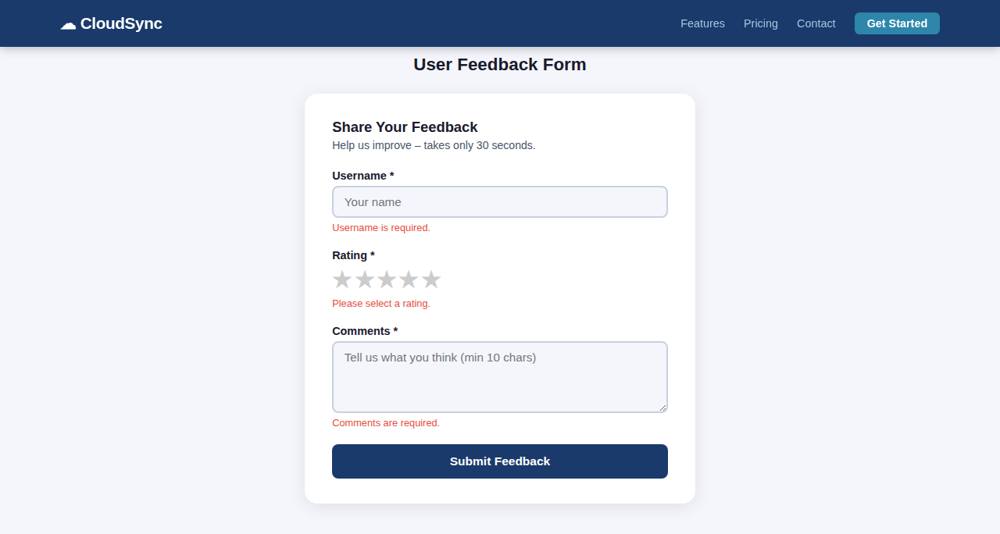 ☁ CloudSync
Features Pricing Contact Get Started
User Feedback Form
Share Your Feedback
Help us improve – takes only 30 seconds.
Username *
Your name
Username is required.
Rating *
★★★★★
Please select a rating.
Comments *
Tell us what you think (min 10 chars)
Comments are required.
Submit Feedback